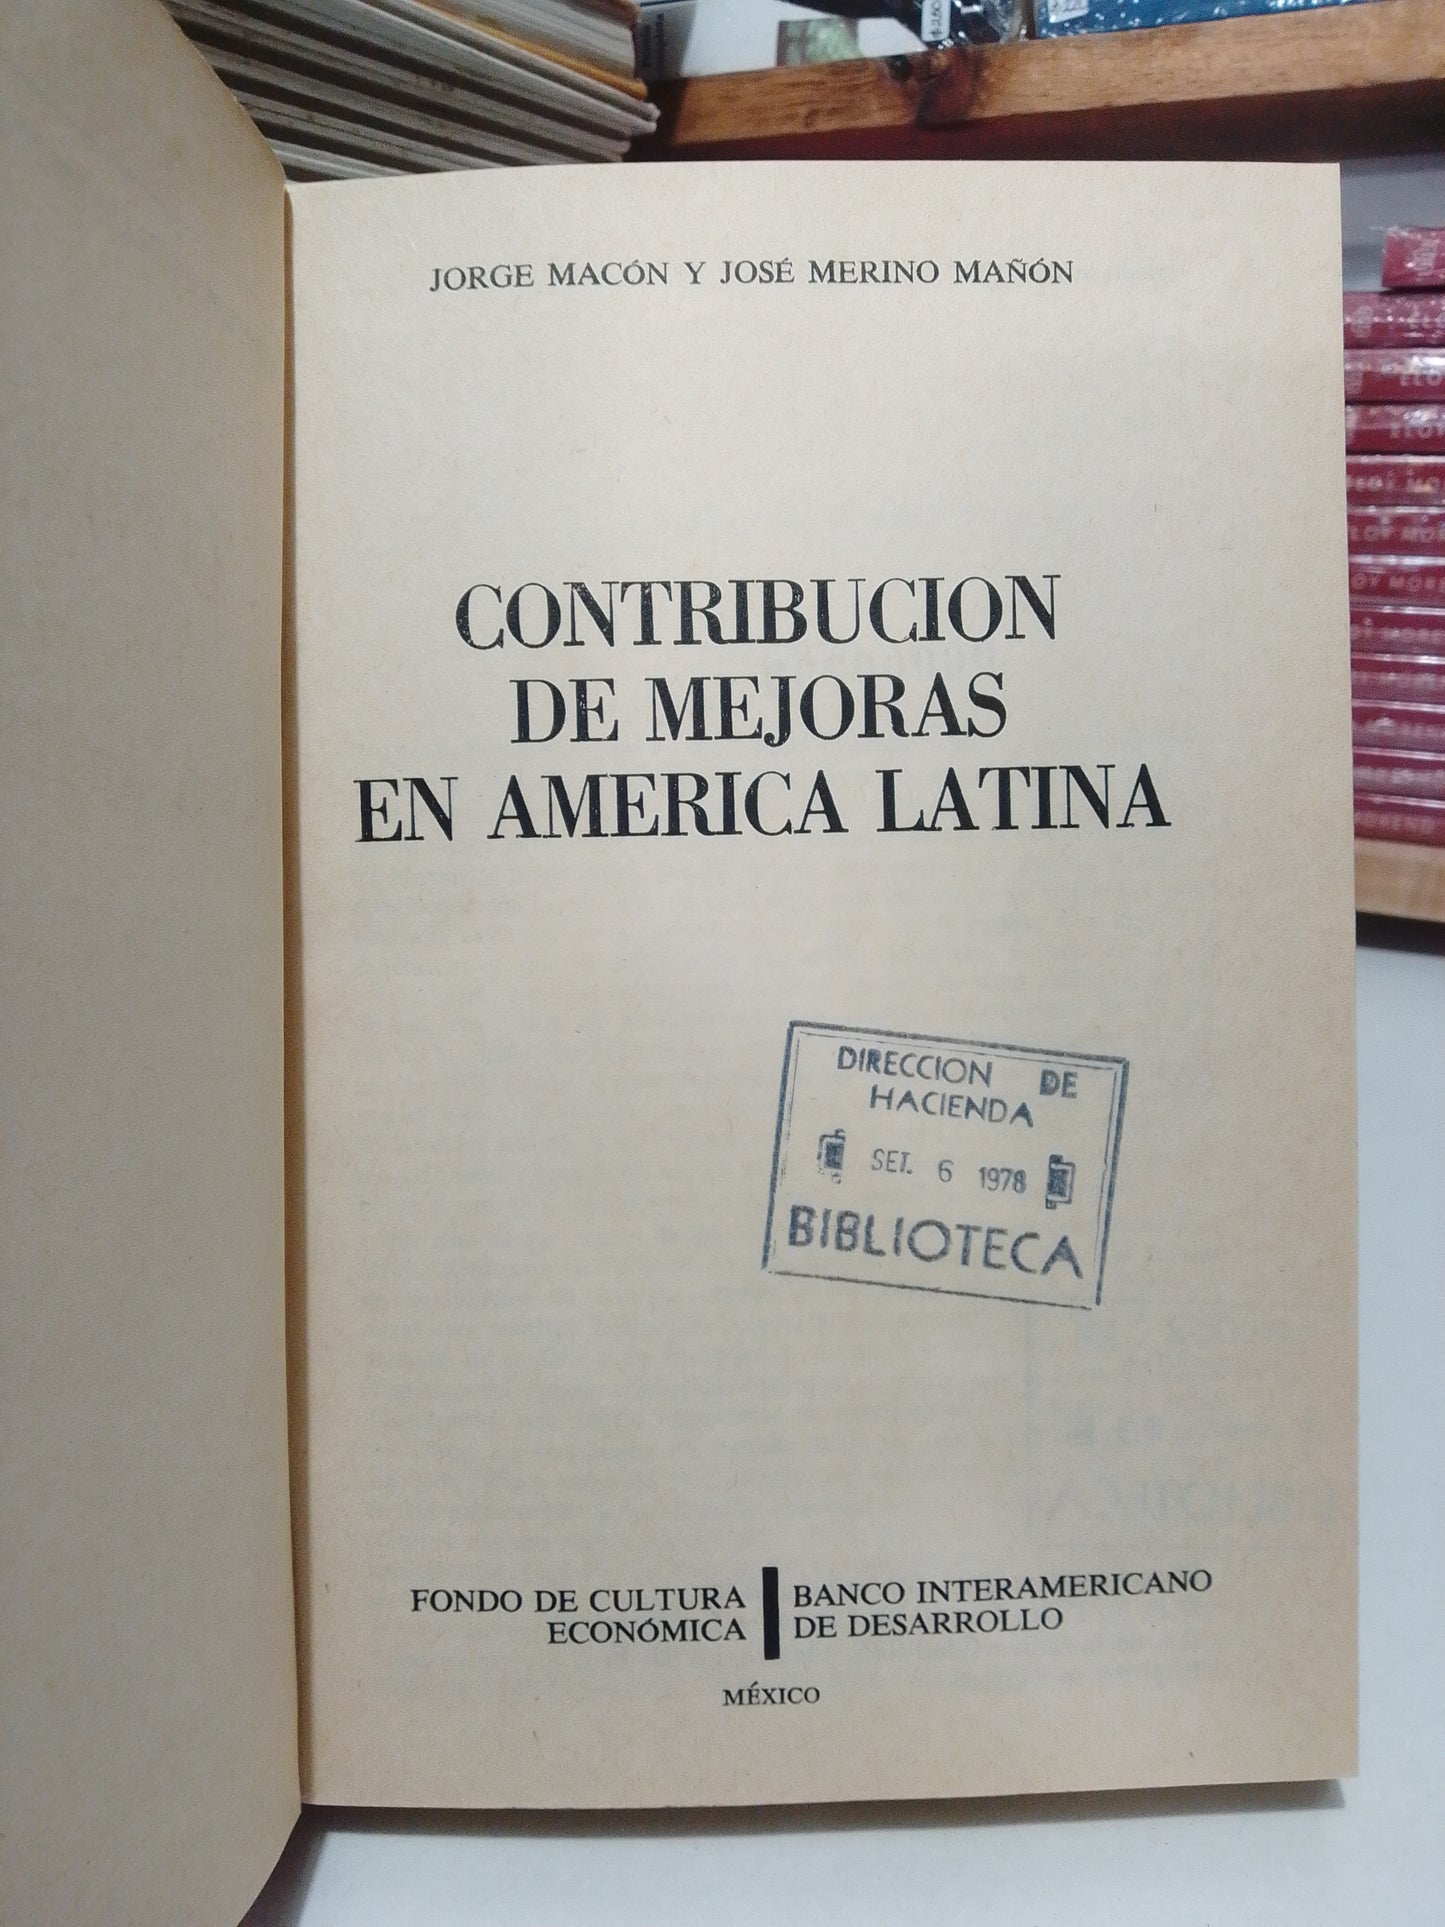 JORGE MACÓN Y JOSÉ MERINO MAÑÓN
CONTRIBUCION
DE MEJORAS
EN AMERICA LATINA
DIRECCION DE
HACIENDA
SET. 6 1978
BIBLIOTECA
FONDO DE CULTURA
ECONÓMICA
BANCO INTERAMERICANO
DE DESARROLLO
MÉXICO